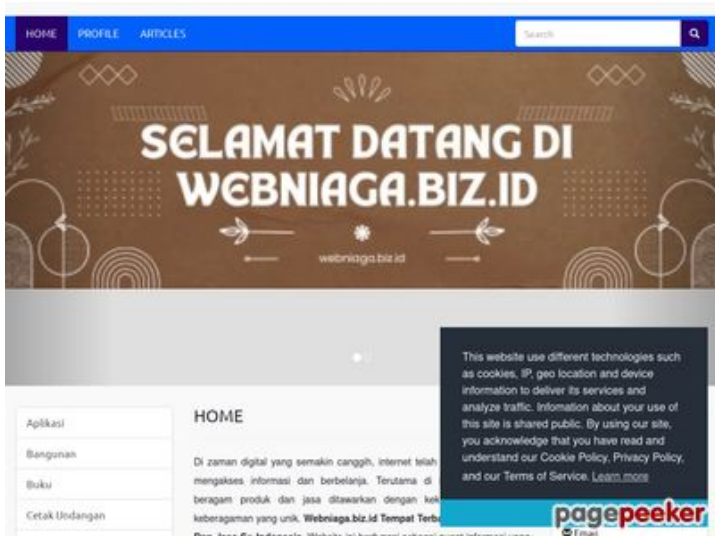 HOME PROFILE ARTICLES Search
SELAMAT DATANG DI
WEBNIAGA.BIZ.ID
webniaga.biz.id
This website use different technologies such
as cookies, IP, geo location and device
information to deliver its services and
analyze traffic. Infomation about your use of
this site is shared public. By using our site,
you acknowledge that you have read and
understand our Cookie Policy, Privacy Policy,
and our Terms of Service. Learn more
Aplikasi
Bangunan
Buku
Cetak Undangan
HOME
Di zaman digital yang semakin canggih, internet telah
mengakses informasi dan berbelanja. Terutama di
beragam produk dan jasa ditawarkan dengan
keberagaman yang unik. Webniaga.biz.id Tempat
pagepeeker
Email